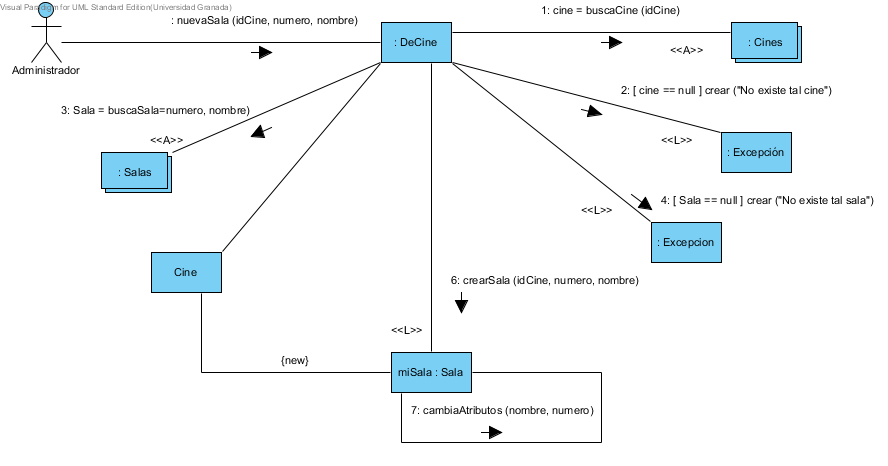 Visual Paradigm for UML Standard Edition(Universidad Granada)
: nuevaSala (idCine, numero, nombre)
1: cine = buscaCine (idCine)
: DeCine
: Cines
<<A>>
Administrador
2: [ cine == null ] crear ("No existe tal cine")
3: Sala = buscaSala=numero, nombre)
<<A>>
<<L>>
: Excepción
: Salas
4: [ Sala == null ] crear ("No existe tal sala")
<<L>>
: Excepcion
Cine
6: crearSala (idCine, numero, nombre)
<<L>>
{new}
miSala : Sala
7: cambiaAtributos (nombre, numero)